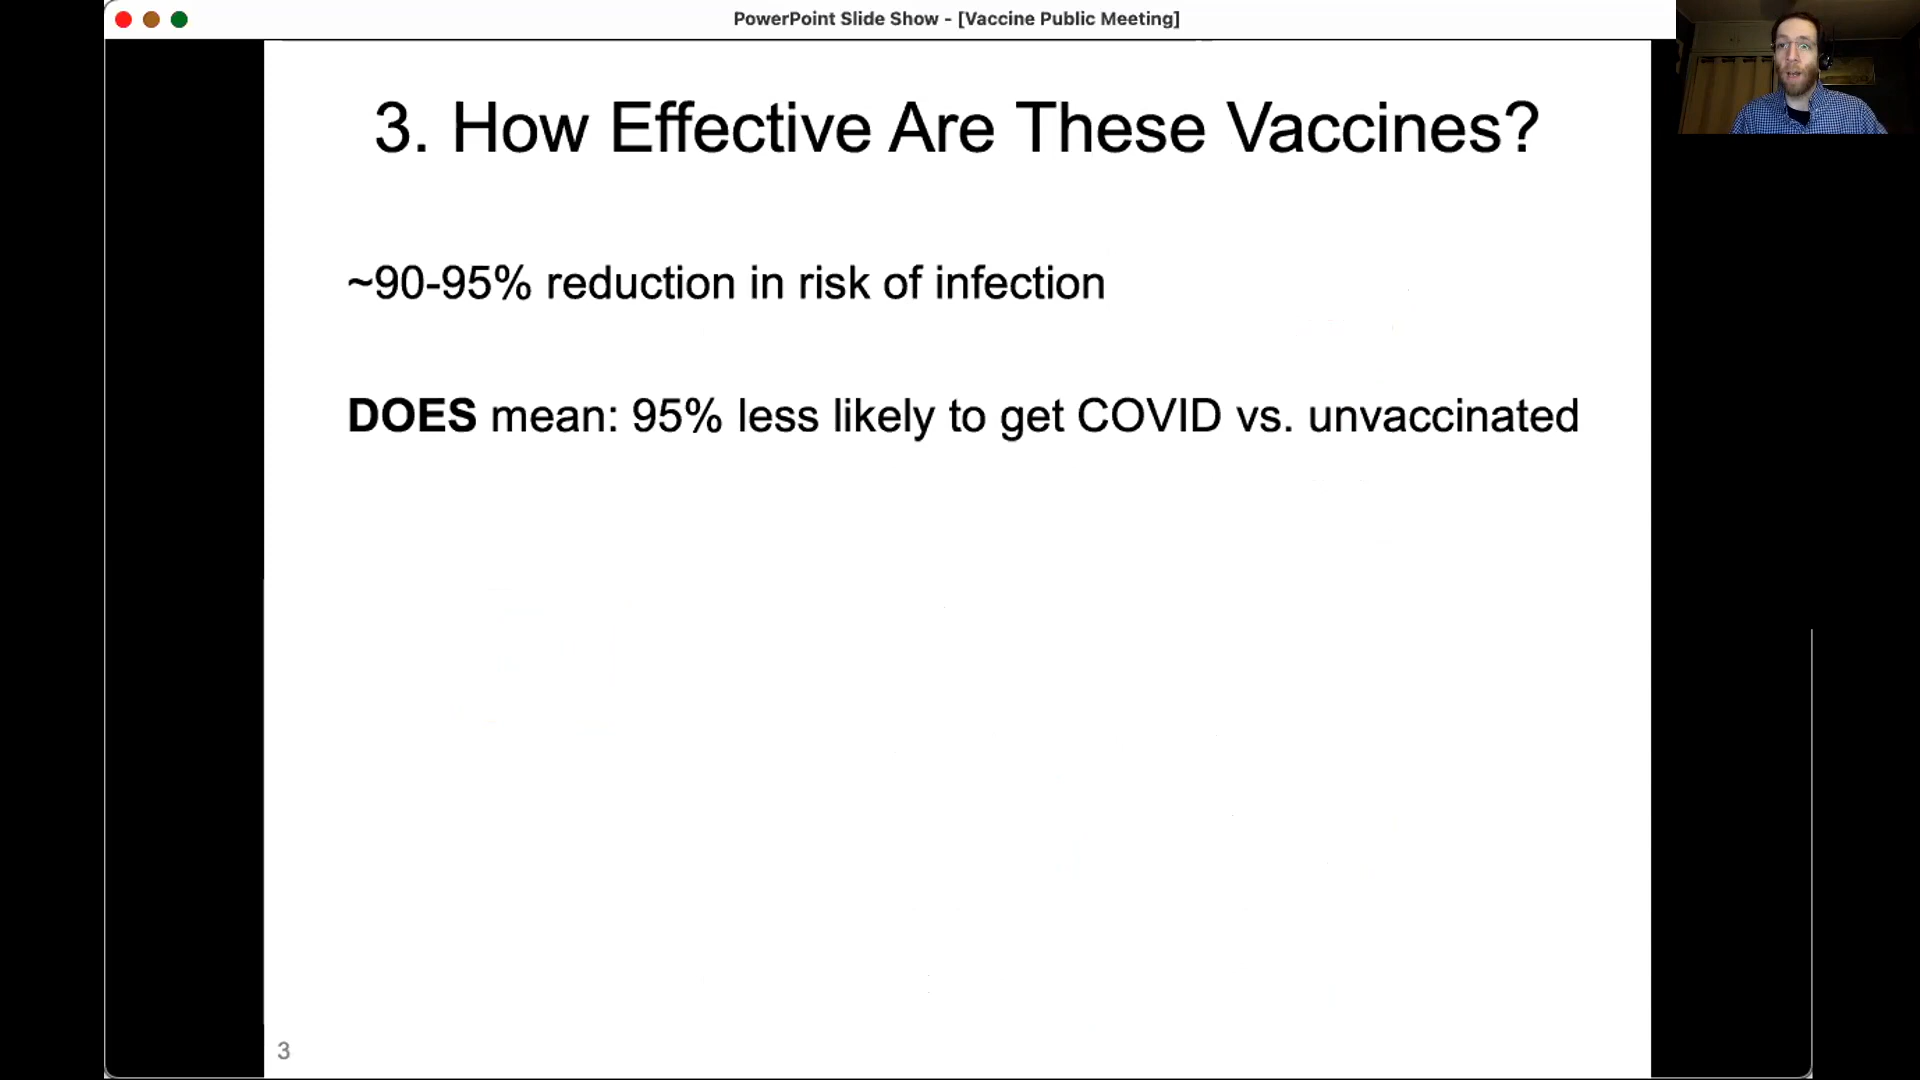 PowerPoint Slide Show - [Vaccine Public Meeting]
3. How Effective Are These Vaccines?
~90-95% reduction in risk of infection
DOES mean: 95% less likely to get COVID vs. unvaccinated
3